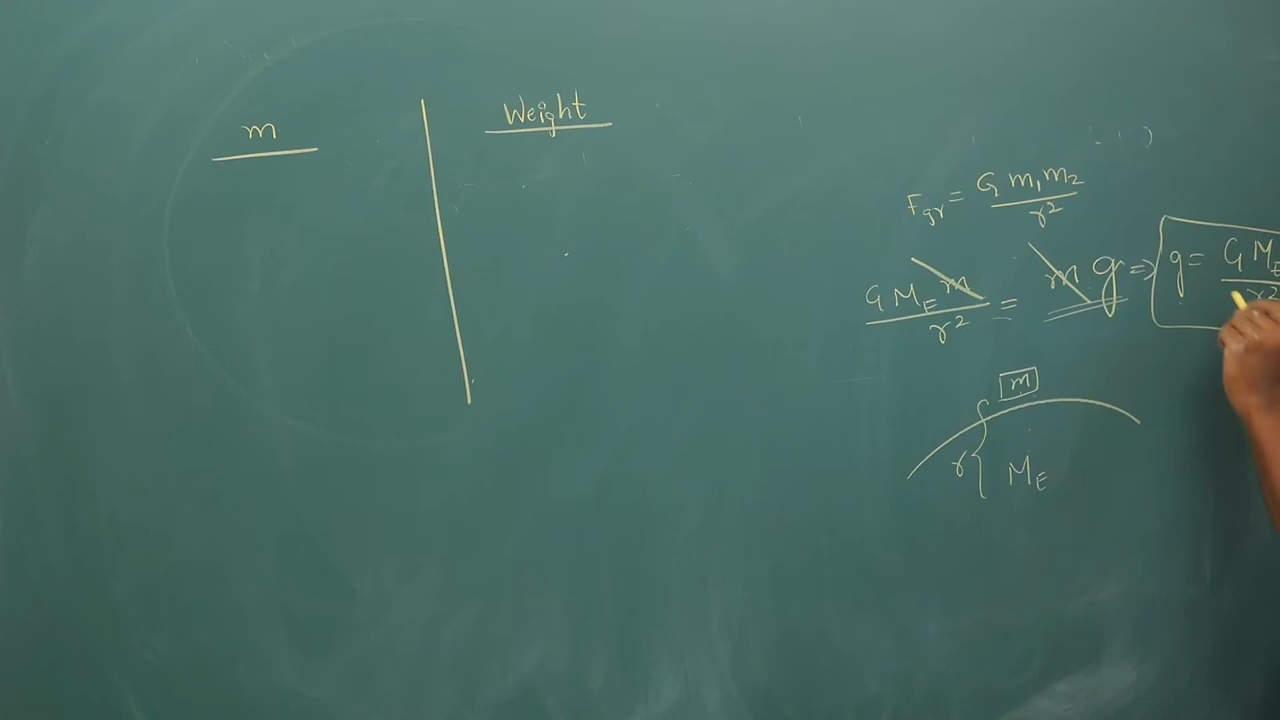 m
Weight
F_gr = G m₁m₂ / r²
G M_E m / r² = m g ⇒ g = G M_E / r²
m
r { M_E